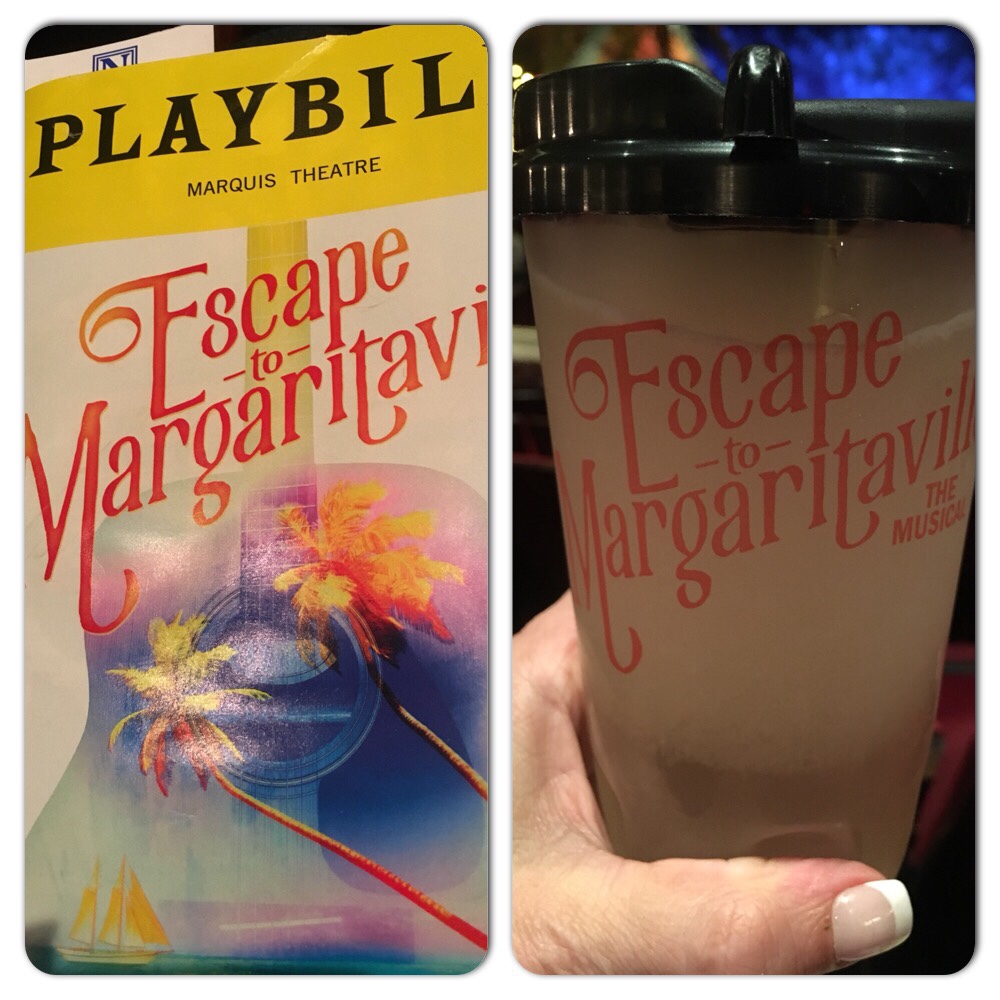 N
PLAYBIL
MARQUIS THEATRE
Escape
–to–
Margaritavi
Escape
–to–
Margaritavill
THE
MUSICAL